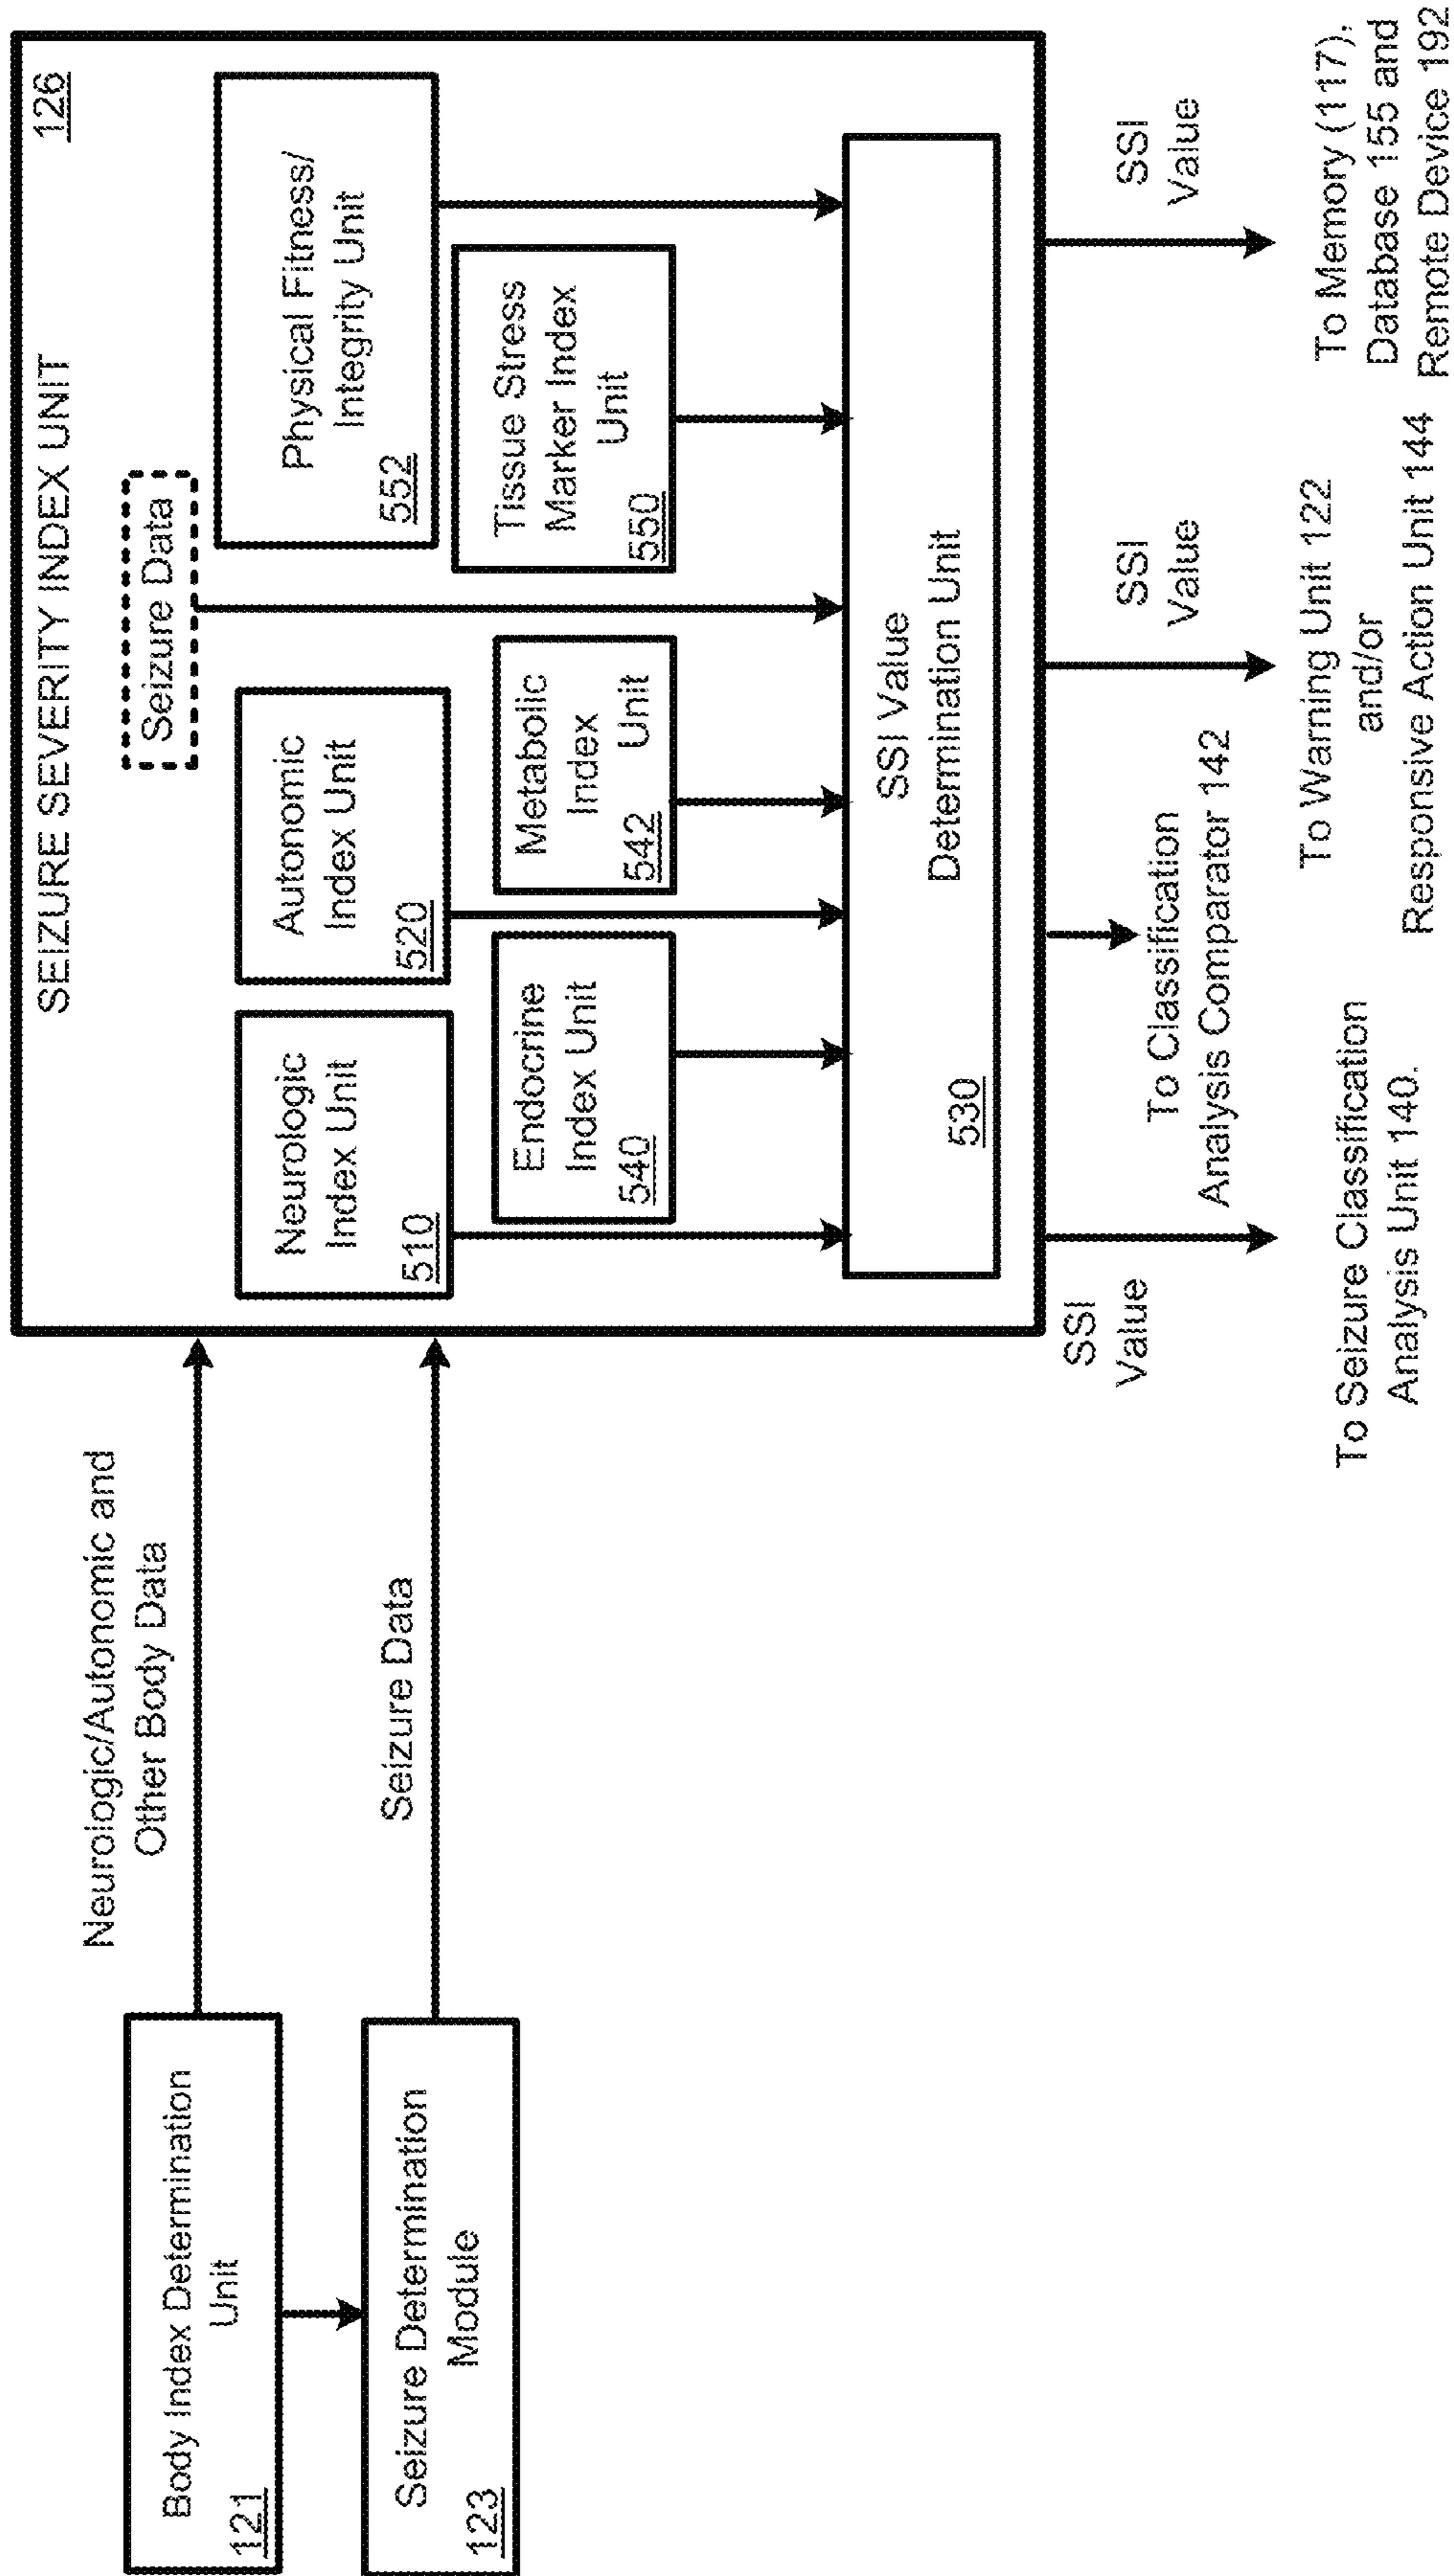 SEIZURE SEVERITY INDEX UNIT
126
Neurologic/Autonomic and
Other Body Data
Body Index Determination
Unit
121
Seizure Data
Seizure Determination
Module
123
Seizure Data
Neurologic
Index Unit
510
Autonomic
Index Unit
520
Physical Fitness/
Integrity Unit
552
Endocrine
Index Unit
540
Metabolic
Index
Unit
542
Tissue Stress
Marker Index
Unit
550
SSI Value
Determination Unit
530
SSI
Value
SSI
Value
SSI
Value
To Classification
Analysis Comparator 142
To Seizure Classification
Analysis Unit 140.
To Warning Unit 122
and/or
Responsive Action Unit 144
To Memory (117),
Database 155 and
Remote Device 192